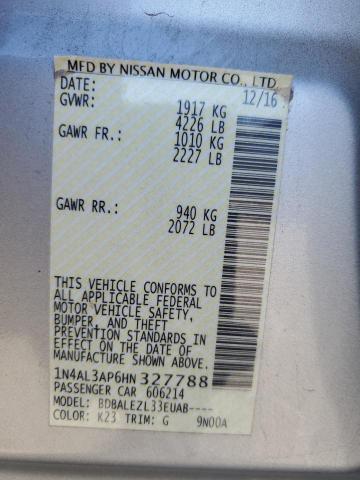 MFD BY NISSAN MOTOR CO., LTD.
DATE: 12/16
GVWR: 1917 KG
4226 LB
GAWR FR.: 1010 KG
2227 LB
GAWR RR.: 940 KG
2072 LB
THIS VEHICLE CONFORMS TO
ALL APPLICABLE FEDERAL
MOTOR VEHICLE SAFETY,
BUMPER, AND THEFT
PREVENTION STANDARDS IN
EFFECT ON THE DATE OF
MANUFACTURE SHOWN ABOVE.
1N4AL3AP6HN327788
PASSENGER CAR 606214
MODEL: BDBALEZL33EUAB----
COLOR: K23 TRIM: G 9N00A